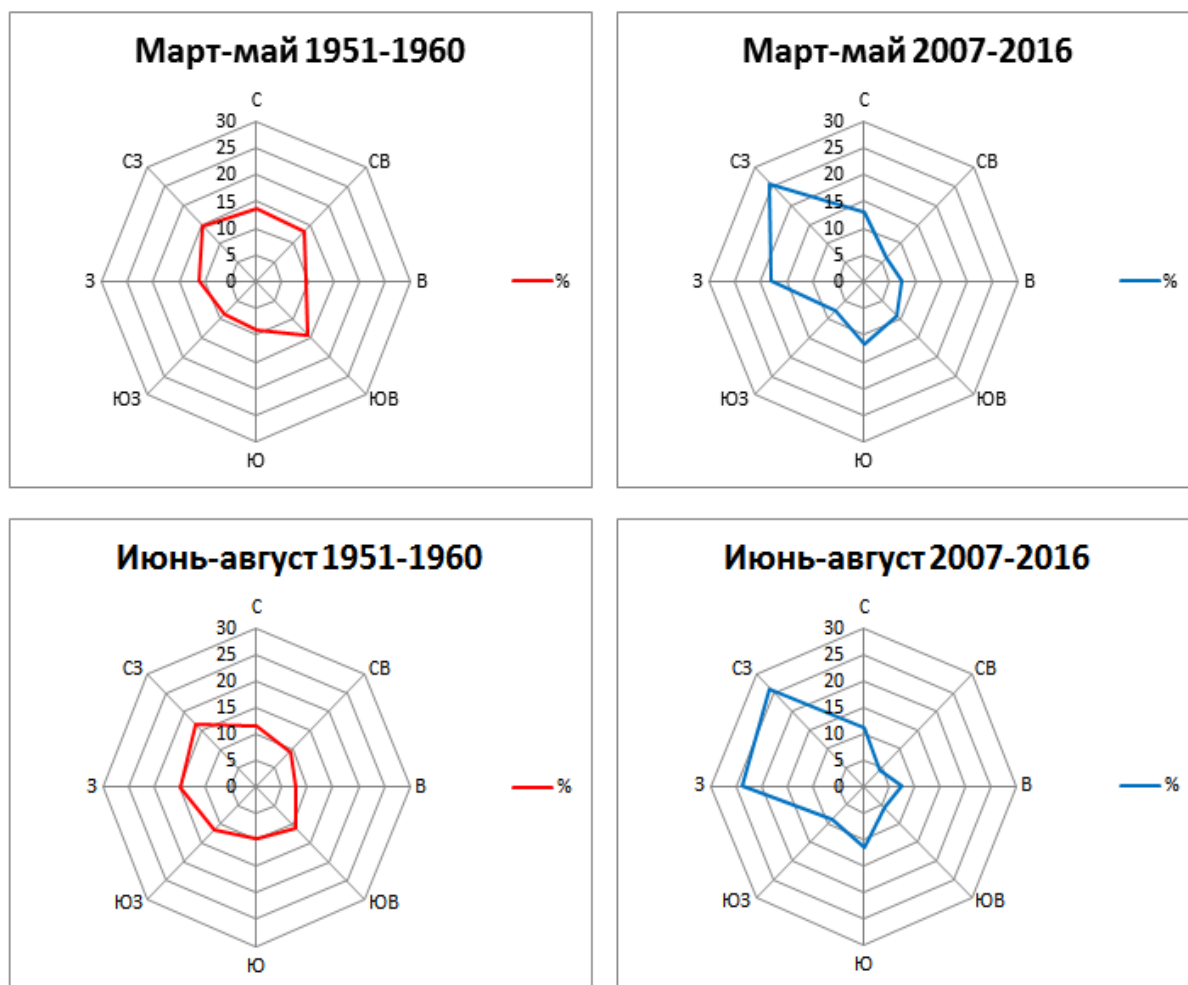 Март-май 1951-1960
С
30
25
20
15
10
5
0
СВ
В
ЮВ
Ю
ЮЗ
З
СЗ
%
Март-май 2007-2016
С
30
25
20
15
10
5
0
СВ
В
ЮВ
Ю
ЮЗ
З
СЗ
%
Июнь-август 1951-1960
С
30
25
20
15
10
5
0
СВ
В
ЮВ
Ю
ЮЗ
З
СЗ
%
Июнь-август 2007-2016
С
30
25
20
15
10
5
0
СВ
В
ЮВ
Ю
ЮЗ
З
СЗ
%